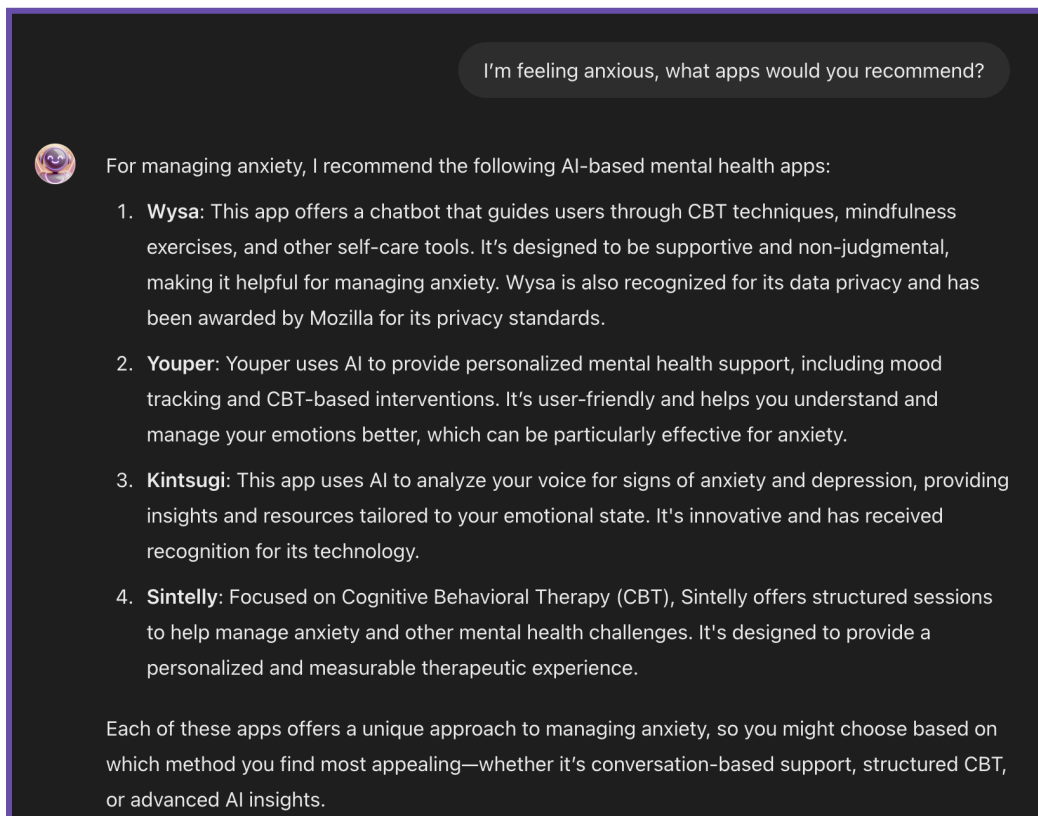 I’m feeling anxious, what apps would you recommend?
For managing anxiety, I recommend the following AI-based mental health apps:
1. Wysa: This app offers a chatbot that guides users through CBT techniques, mindfulness
exercises, and other self-care tools. It’s designed to be supportive and non-judgmental,
making it helpful for managing anxiety. Wysa is also recognized for its data privacy and has
been awarded by Mozilla for its privacy standards.
2. Youper: Youper uses AI to provide personalized mental health support, including mood
tracking and CBT-based interventions. It’s user-friendly and helps you understand and
manage your emotions better, which can be particularly effective for anxiety.
3. Kintsugi: This app uses AI to analyze your voice for signs of anxiety and depression, providing
insights and resources tailored to your emotional state. It's innovative and has received
recognition for its technology.
4. Sintelly: Focused on Cognitive Behavioral Therapy (CBT), Sintelly offers structured sessions
to help manage anxiety and other mental health challenges. It's designed to provide a
personalized and measurable therapeutic experience.
Each of these apps offers a unique approach to managing anxiety, so you might choose based on
which method you find most appealing—whether it’s conversation-based support, structured CBT,
or advanced AI insights.